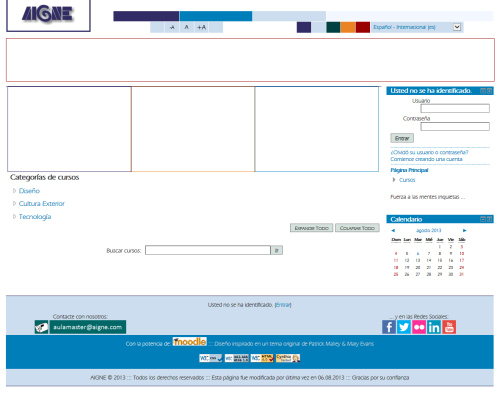 AIGNE
-A A +A
Español - Internacional (es)
Usted no se ha identificado.
Usuario
Contraseña
Entrar
¿Olvidó su usuario o contraseña?
Comience creando una cuenta
Página Principal
Cursos
Fuerza a las mentes inquietas ...
Categorías de cursos
Diseño
Cultura Exterior
Tecnología
Expandir Todo Colapsar Todo
Buscar cursos: Ir
Calendario
◄ agosto 2013 ►
Dom Lun Mar Mié Jue Vie Sáb
1 2 3
4 5 6 7 8 9 10
11 12 13 14 15 16 17
18 19 20 21 22 23 24
25 26 27 28 29 30 31
Usted no se ha identificado. (Entrar)
Contacte con nosotros:
aulamaster@aigne.com
... y en las Redes Sociales:
Con la potencia de moodle ::: Diseño inspirado en un tema original de Patrick Malley & Mary Evans
AIGNE © 2013 ::: Todos los derechos reservados ::: Esta página fue modificada por última vez en 06.08.2013 ::: Gracias por su confianza